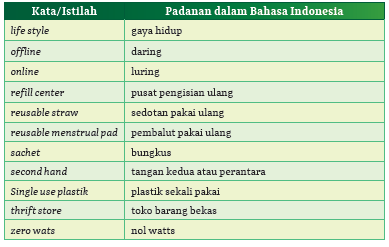 Kata/Istilah Padanan dalam Bahasa Indonesia
life style gaya hidup
offline daring
online luring
refill center pusat pengisian ulang
reusable straw sedotan pakai ulang
reusable menstrual pad pembalut pakai ulang
sachet bungkus
second hand tangan kedua atau perantara
Single use plastik plastik sekali pakai
thrift store toko barang bekas
zero wats nol watts